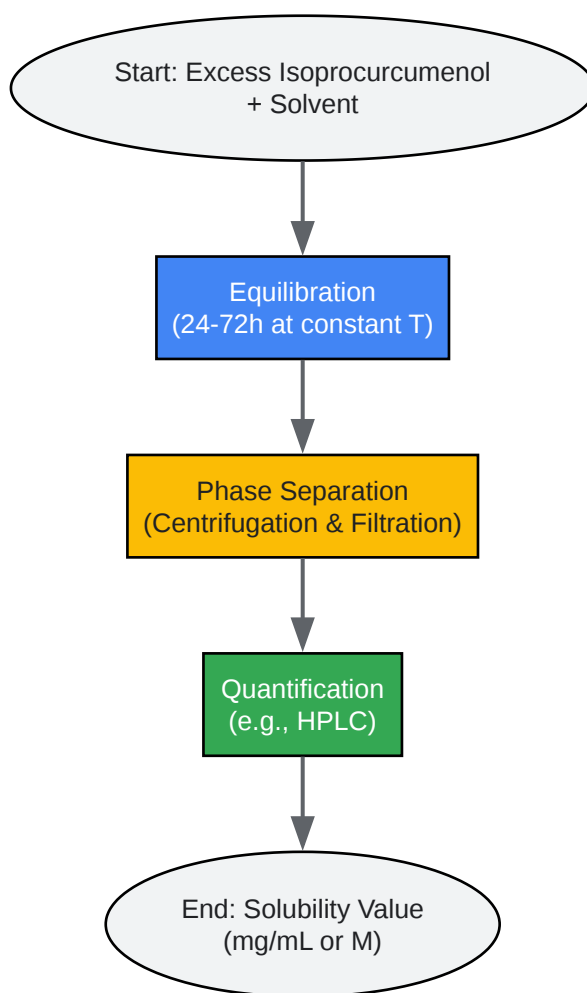 Start: Excess Isoprocurcumenol
+ Solvent
Equilibration
(24-72h at constant T)
Phase Separation
(Centrifugation & Filtration)
Quantification
(e.g., HPLC)
End: Solubility Value
(mg/mL or M)